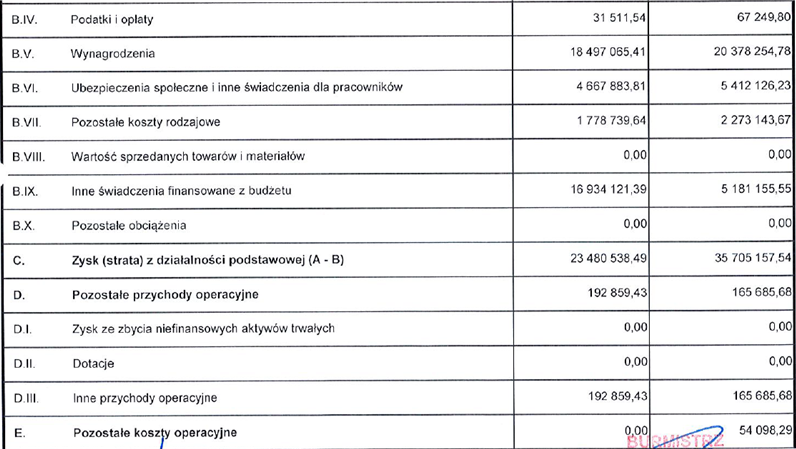 B.IV. Podatki i opłaty 31 511,54 67 249,80
B.V. Wynagrodzenia 18 497 065,41 20 378 254,78
B.VI. Ubezpieczenia społeczne i inne świadczenia dla pracowników 4 667 883,81 5 412 126,23
B.VII. Pozostałe koszty rodzajowe 1 778 739,64 2 273 143,67
B.VIII. Wartość sprzedanych towarów i materiałów 0,00 0,00
B.IX. Inne świadczenia finansowane z budżetu 16 934 121,39 5 181 155,55
B.X. Pozostałe obciążenia 0,00 0,00
C. Zysk (strata) z działalności podstawowej (A - B) 23 480 538,49 35 705 157,54
D. Pozostałe przychody operacyjne 192 859,43 165 685,68
D.I. Zysk ze zbycia niefinansowych aktywów trwałych 0,00 0,00
D.II. Dotacje 0,00 0,00
D.III. Inne przychody operacyjne 192 859,43 165 685,68
E. Pozostałe koszty operacyjne 0,00 54 098,29
BURMISTRZ